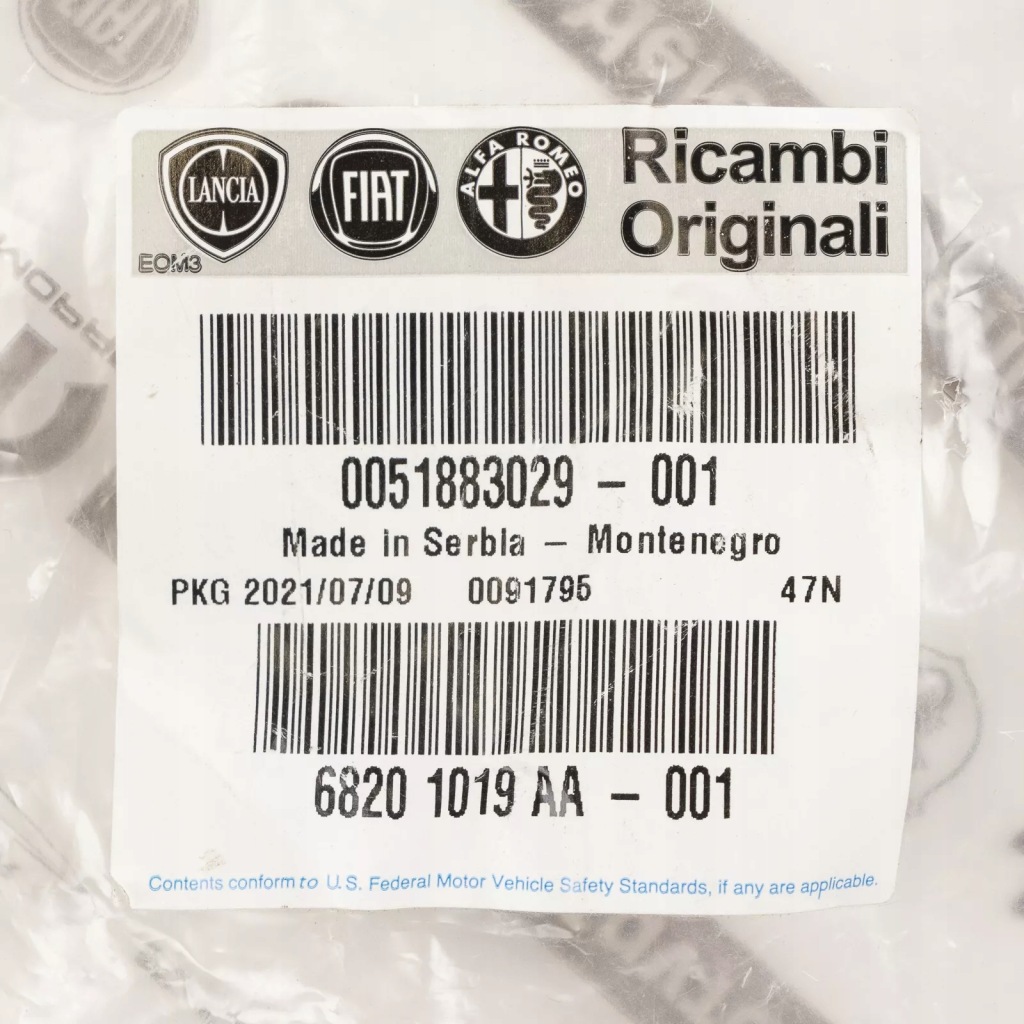 LANCIA FIAT ALFA ROMEO Ricambi
Originali
EOM3
0051883029 - 001
Made in Serbia - Montenegro
PKG 2021/07/09 0091795 47N
6820 1019 AA - 001
Contents conform to U.S. Federal Motor Vehicle Safety Standards, if any are applicable.